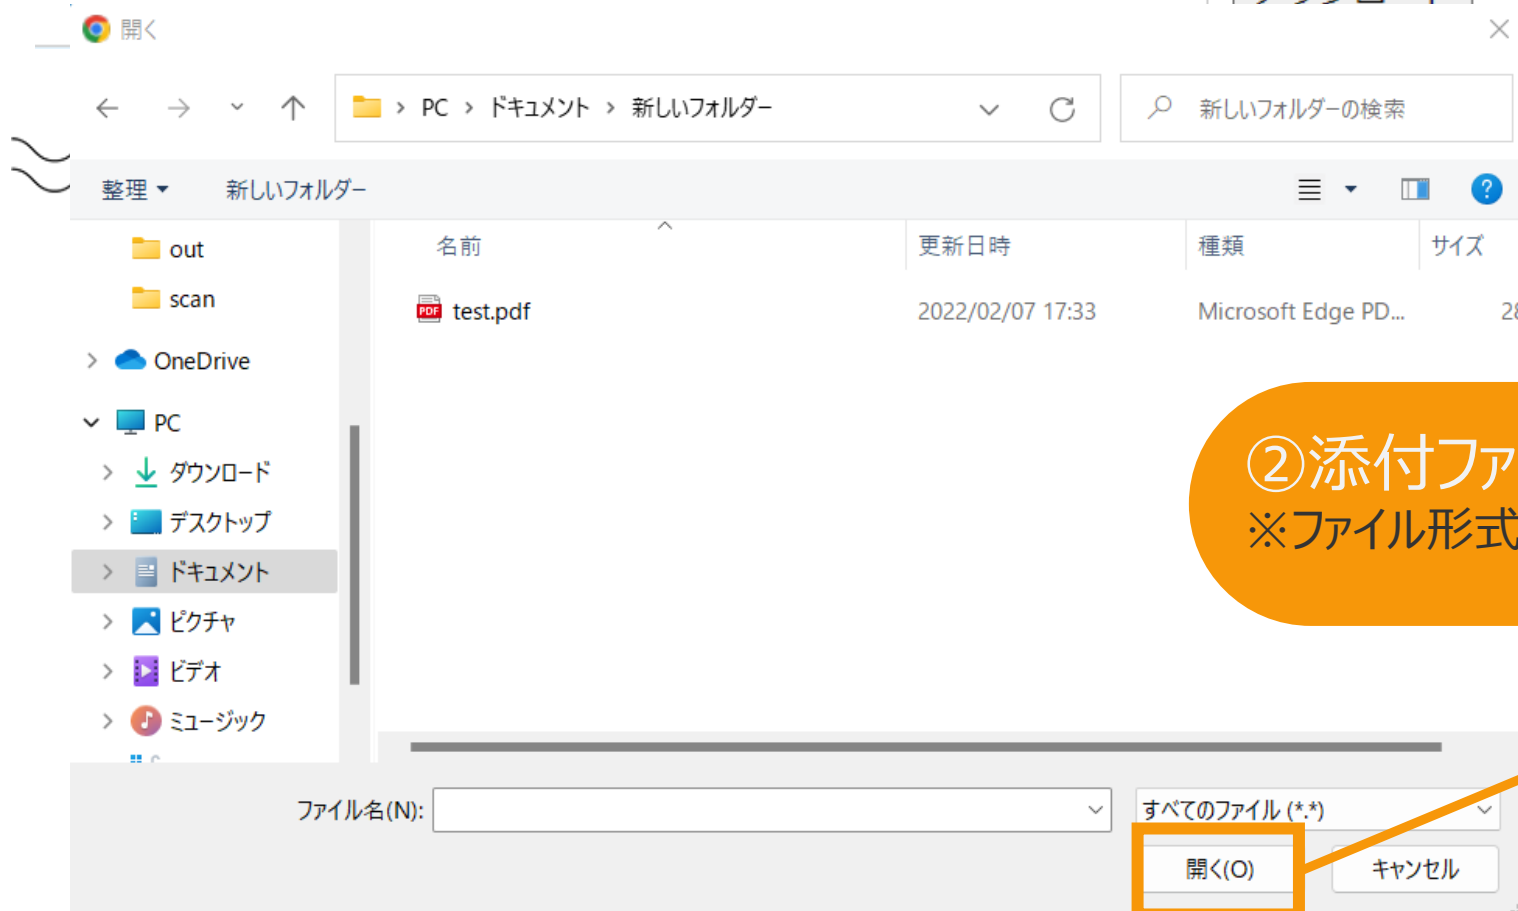 開く
PC > ドキュメント > 新しいフォルダー
新しいフォルダーの検索
整理
新しいフォルダー
名前 更新日時 種類 サイズ
out
scan
OneDrive
PC
ダウンロード
デスクトップ
ドキュメント
ピクチャ
ビデオ
ミュージック
PDF test.pdf 2022/02/07 17:33 Microsoft Edge PD... 28
②添付ファ
※ファイル形式
ファイル名(N): すべてのファイル (*.*)
開く(O) キャンセル